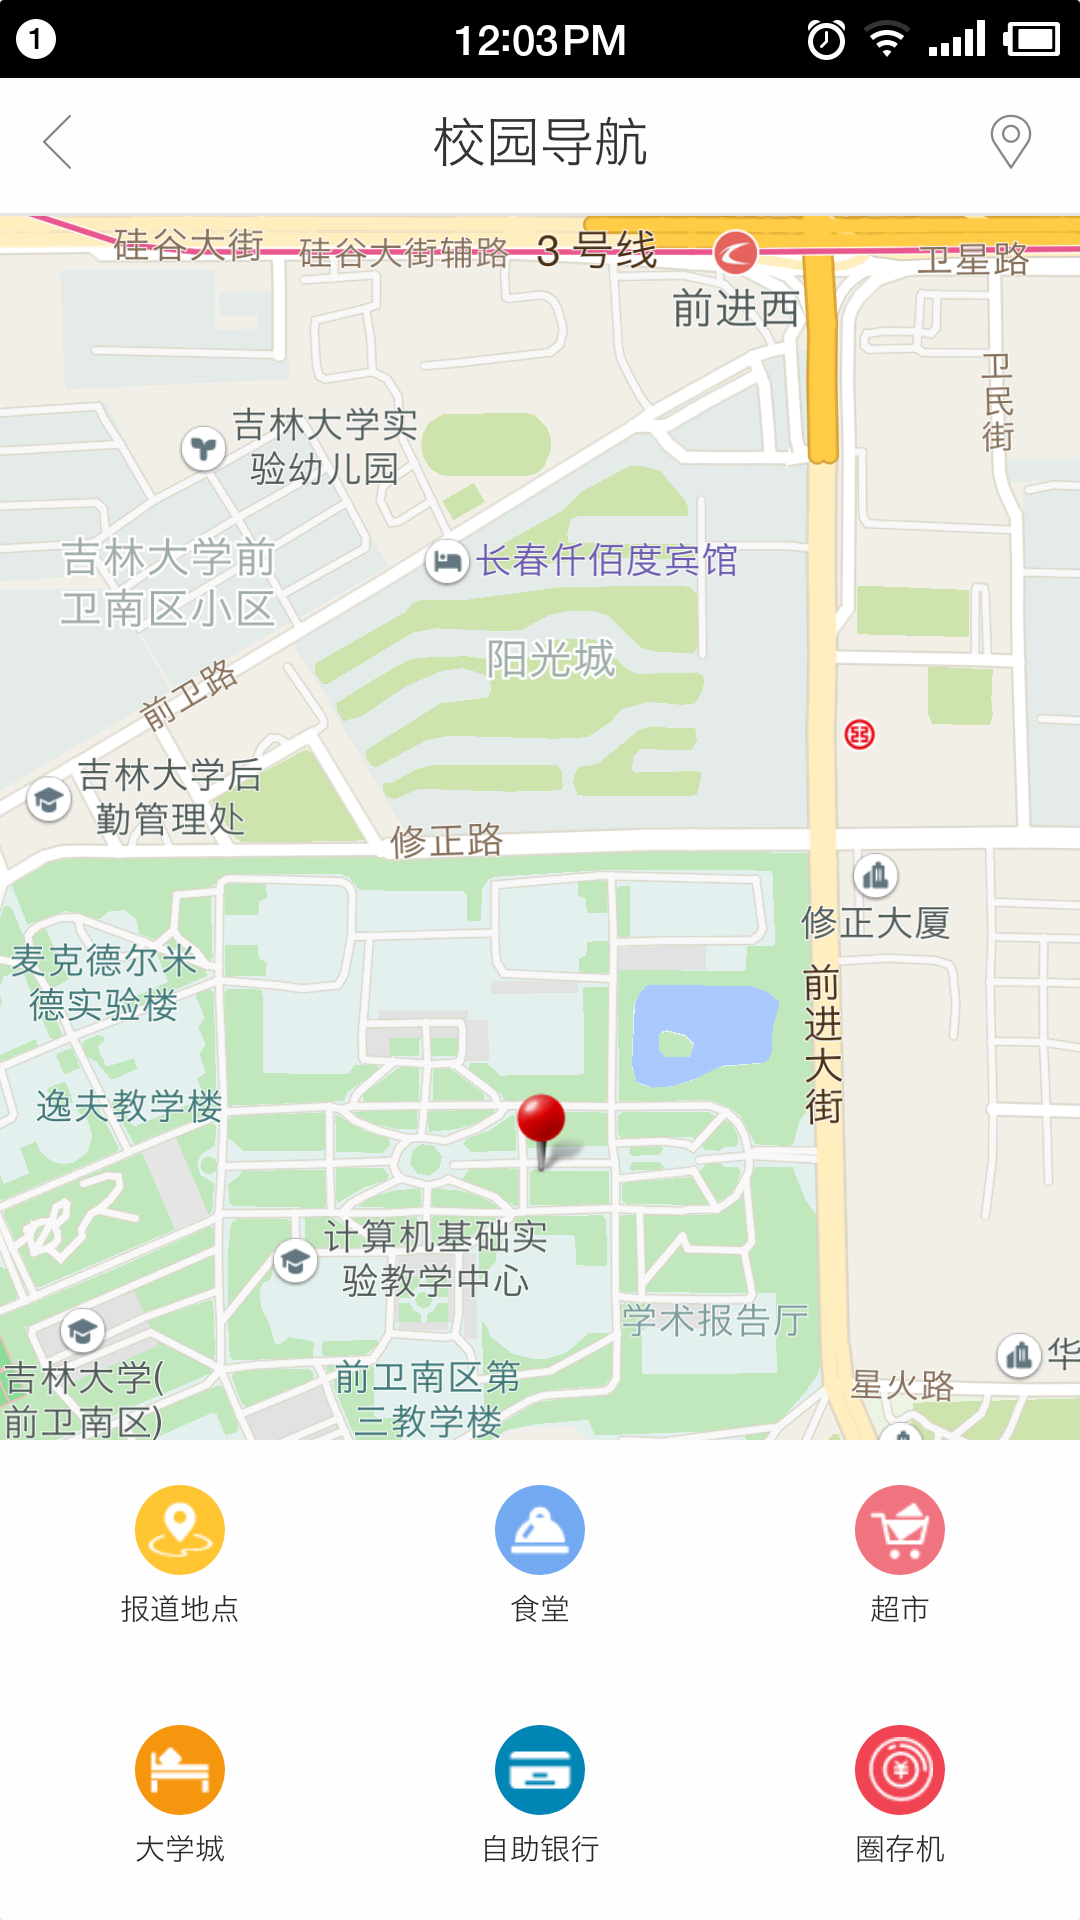 1
12:03PM
校园导航
硅谷大街
硅谷大街辅路
3 号线
卫星路
前进西
卫民街
吉林大学实
验幼儿园
吉林大学前
卫南区小区
长春仟佰度宾馆
阳光城
前卫路
吉林大学后
勤管理处
修正路
修正大厦
麦克德尔米
德实验楼
前进大街
逸夫教学楼
计算机基础实
验教学中心
学术报告厅
吉林大学(
前卫南区)
前卫南区第
三教学楼
华
星火路
报道地点
食堂
超市
¥
大学城
自助银行
圈存机